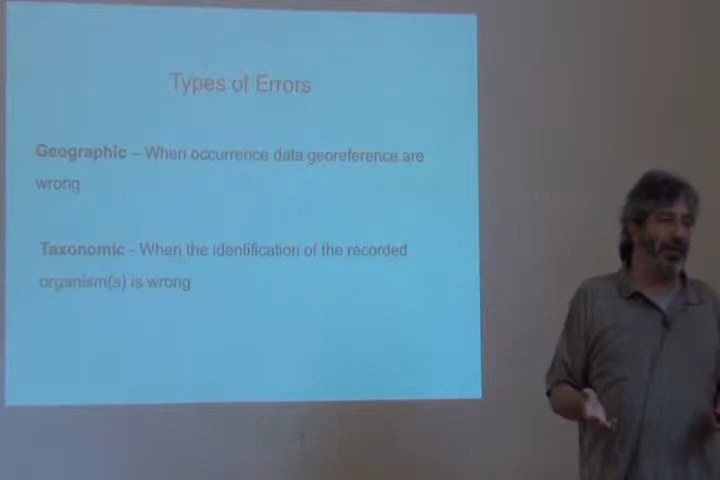 Types of Errors
Geographic – When occurrence data georeference are
wrong
Taxonomic - When the identification of the recorded
organism(s) is wrong